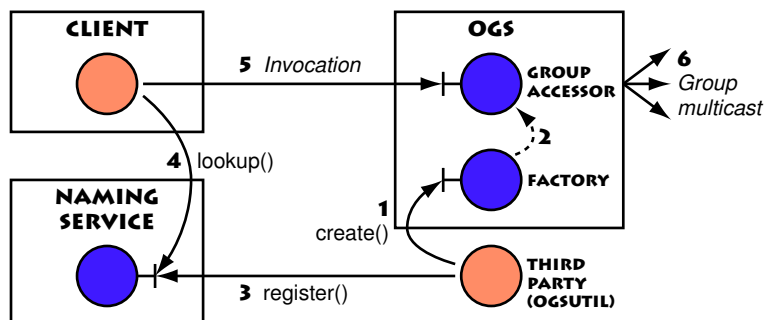 CLIENT
OGS
5 Invocation
GROUP
ACCESSOR
6
Group
multicast
2
4 lookup()
FACTORY
NAMING
SERVICE
1
create()
3 register()
THIRD
PARTY
(OGSUTIL)